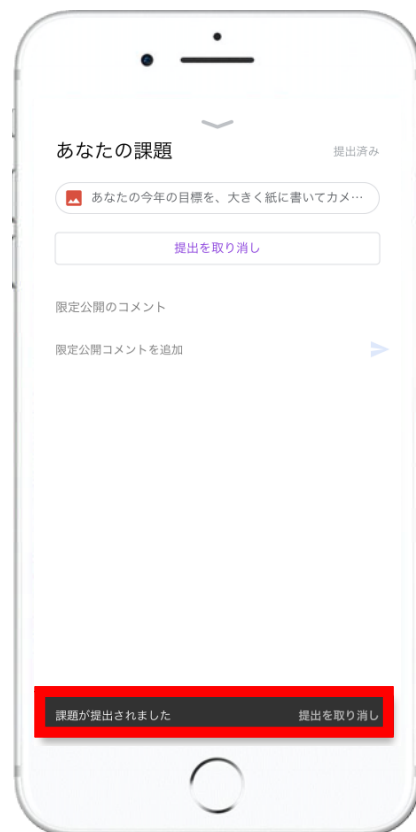 あなたの課題
提出済み
あなたの今年の目標を、大きく紙に書いてカメ…
提出を取り消し
限定公開のコメント
限定公開コメントを追加
課題が提出されました
提出を取り消し